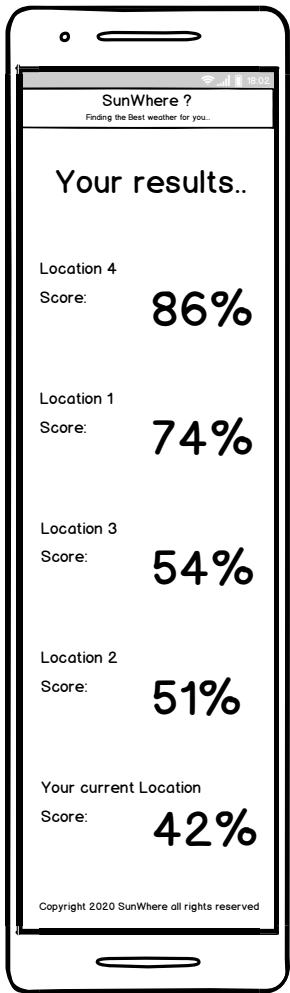 18:02
SunWhere ?
Finding the Best weather for you..
Your results..
Location 4
Score:
86%
Location 1
Score:
74%
Location 3
Score:
54%
Location 2
Score:
51%
Your current Location
Score:
42%
Copyright 2020 SunWhere all rights reserved